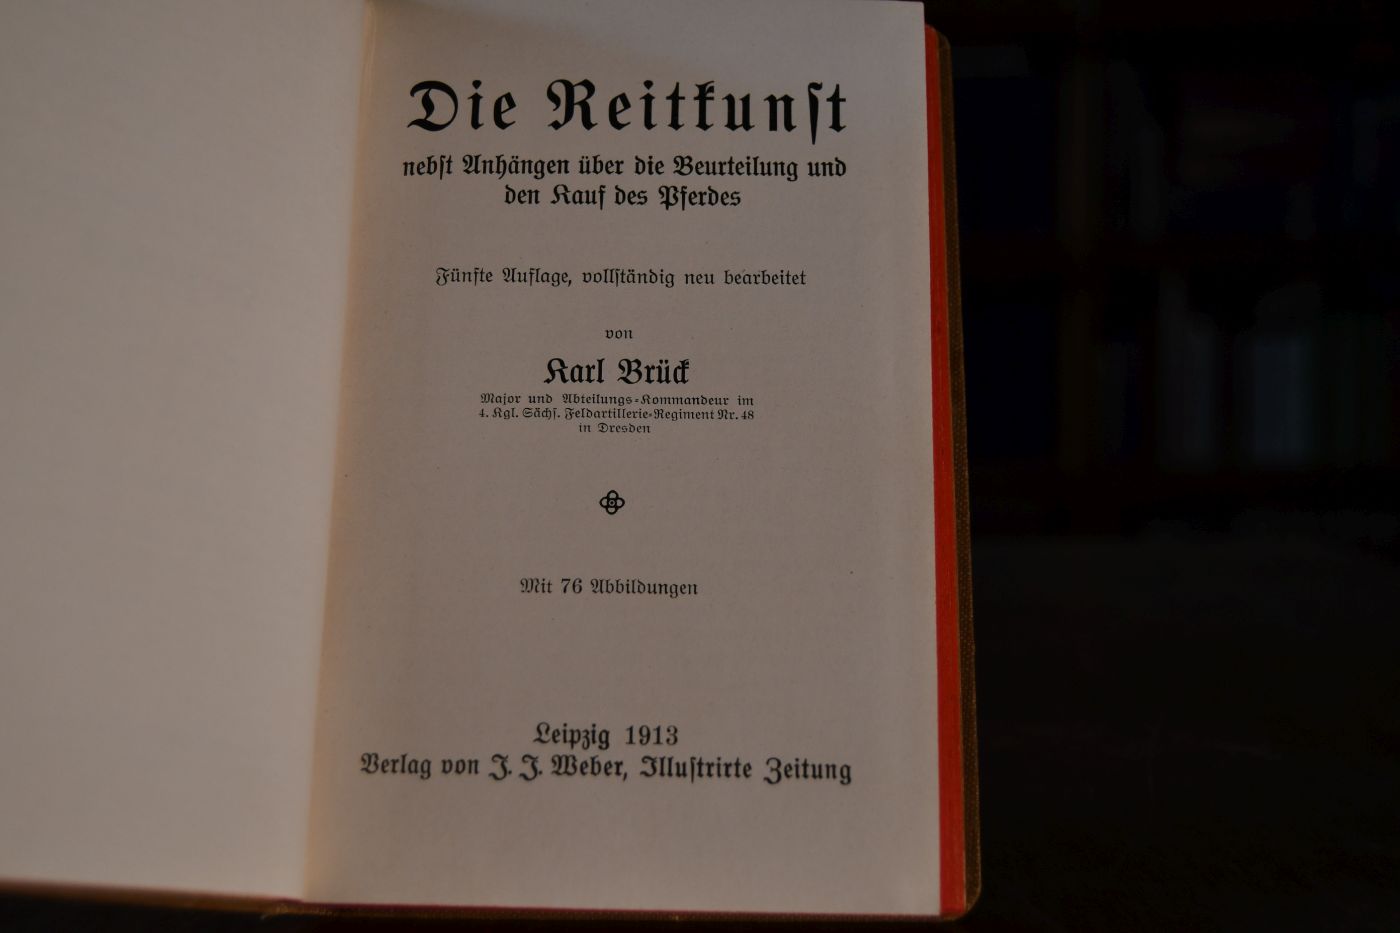 Die Reitkunst
nebst Anhängen über die Beurteilung und
den Kauf des Pferdes
Fünfte Auflage, vollständig neu bearbeitet
von
Karl Brück
Major und Abteilungs-Kommandeur im
4. Kgl. Sächs. Feldartillerie-Regiment Nr. 48
in Dresden
Mit 76 Abbildungen
Leipzig 1913
Verlag von J. J. Weber, Illustrirte Zeitung